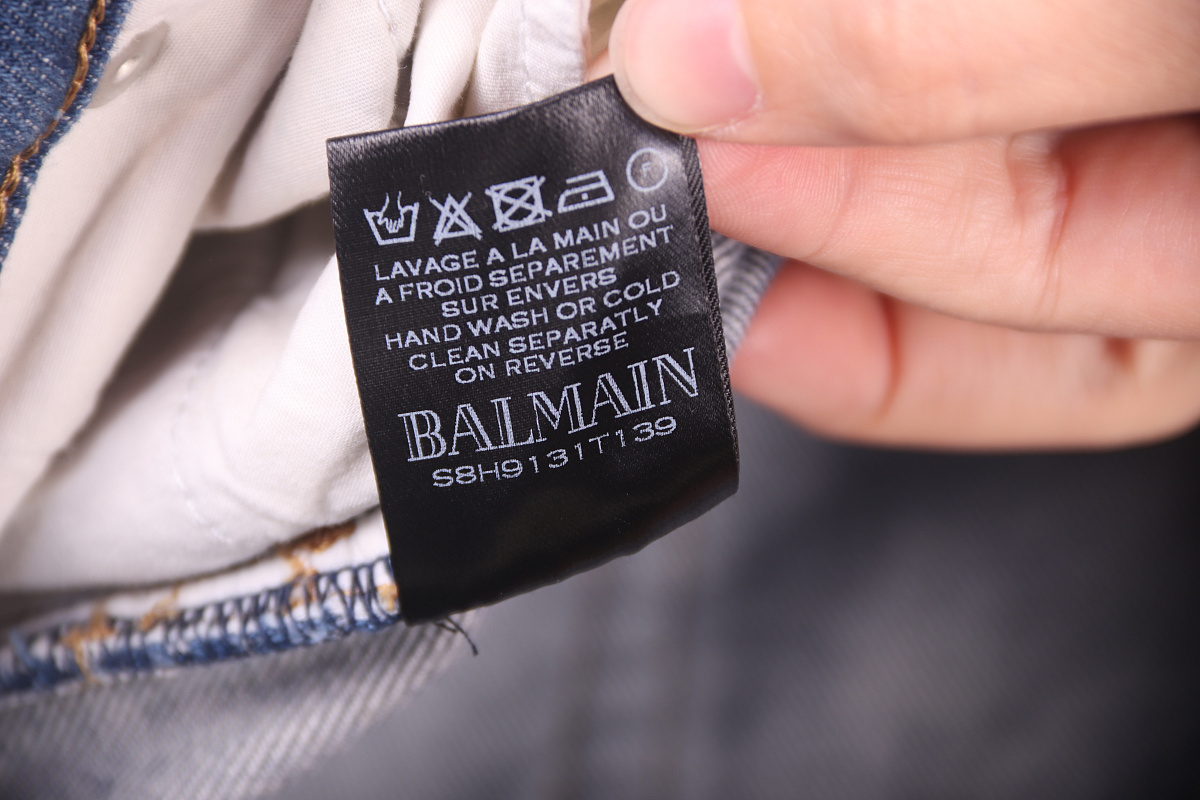 F
LAVAGE A LA MAIN OU
A FROID SEPAREMENT
SUR ENVERS
HAND WASH OR COLD
CLEAN SEPARATLY
ON REVERSE
BALMAIN
S8H9131T139